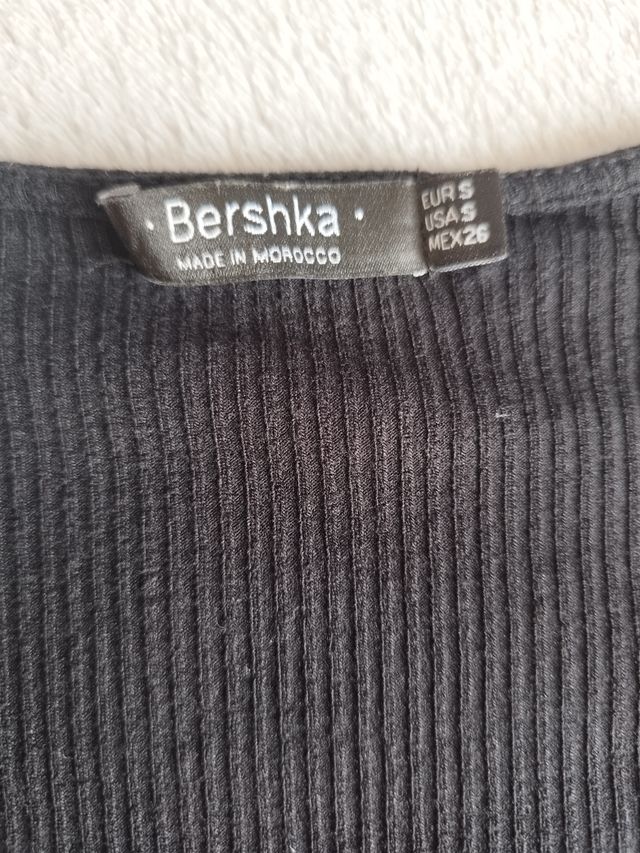 · Bershka ·
MADE IN MOROCCO
EUR S
USA S
MEX 26